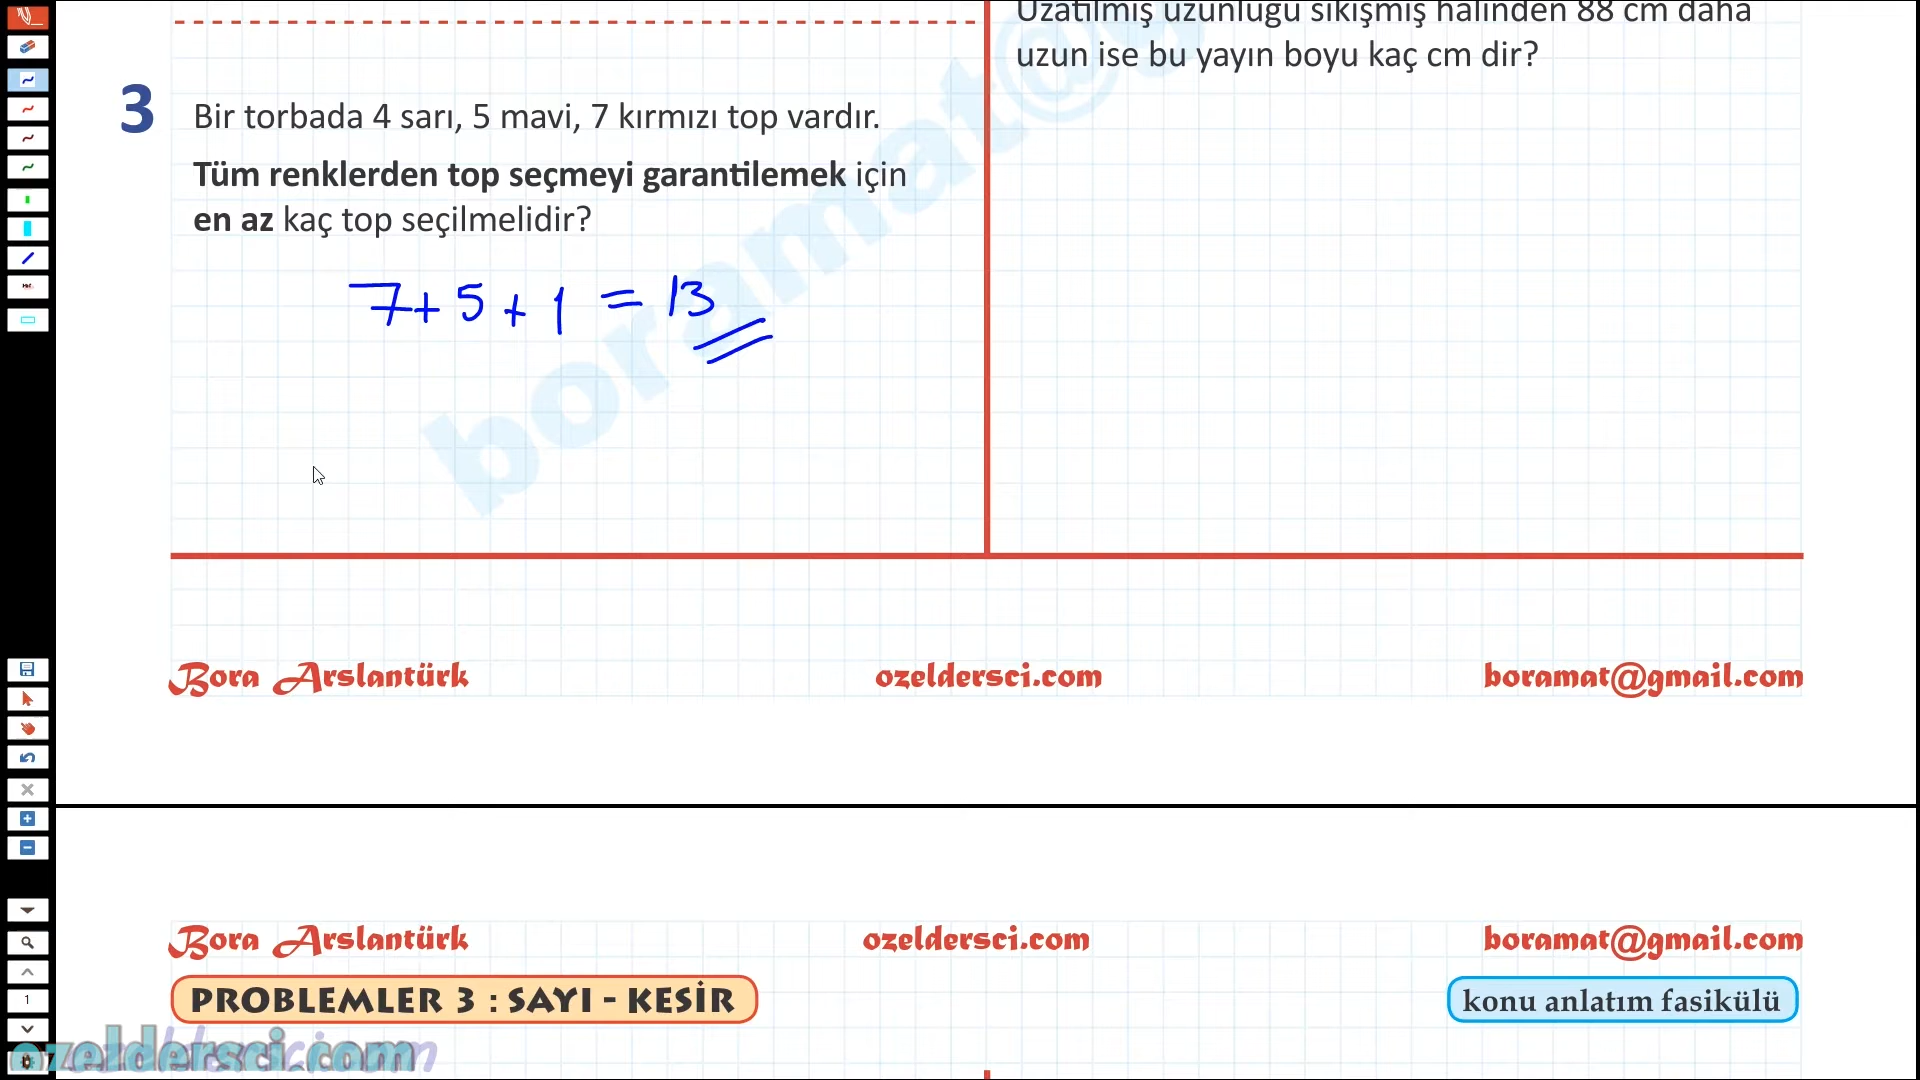 3
Bir torbada 4 sarı, 5 mavi, 7 kırmızı top vardır.
Tüm renklerden top seçmeyi garantilemek için
en az kaç top seçilmelidir?
7 + 5 + 1 = 13
Uzatılmış uzunluğu sıkışmış halinden 88 cm daha
uzun ise bu yayın boyu kaç cm dir?
boramat@g
Bora Arslantürk
ozeldersci.com
boramat@gmail.com
Bora Arslantürk
ozeldersci.com
boramat@gmail.com
PROBLEMLER 3 : SAYI - KESİR
konu anlatım fasikülü
1
ozeldersci.com